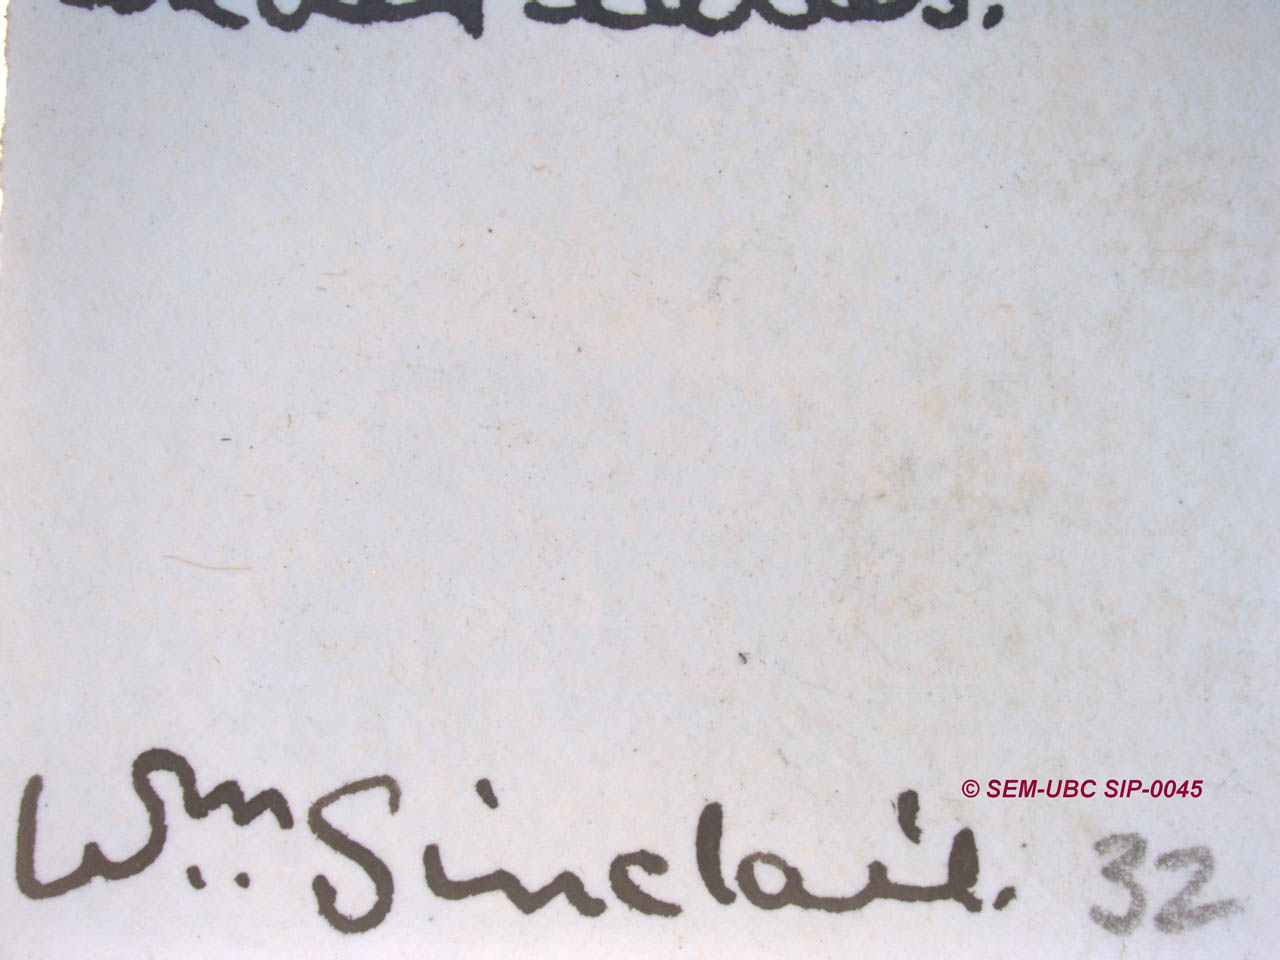 © SEM-UBC SIP-0045
Wm. Sinclair. 32